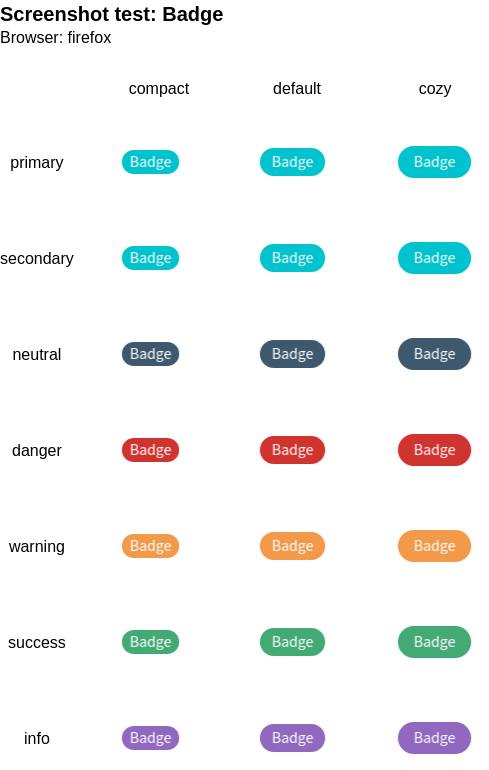 Screenshot test: Badge
Browser: firefox
compact default cozy
primary Badge Badge Badge
secondary Badge Badge Badge
neutral Badge Badge Badge
danger Badge Badge Badge
warning Badge Badge Badge
success Badge Badge Badge
info Badge Badge Badge